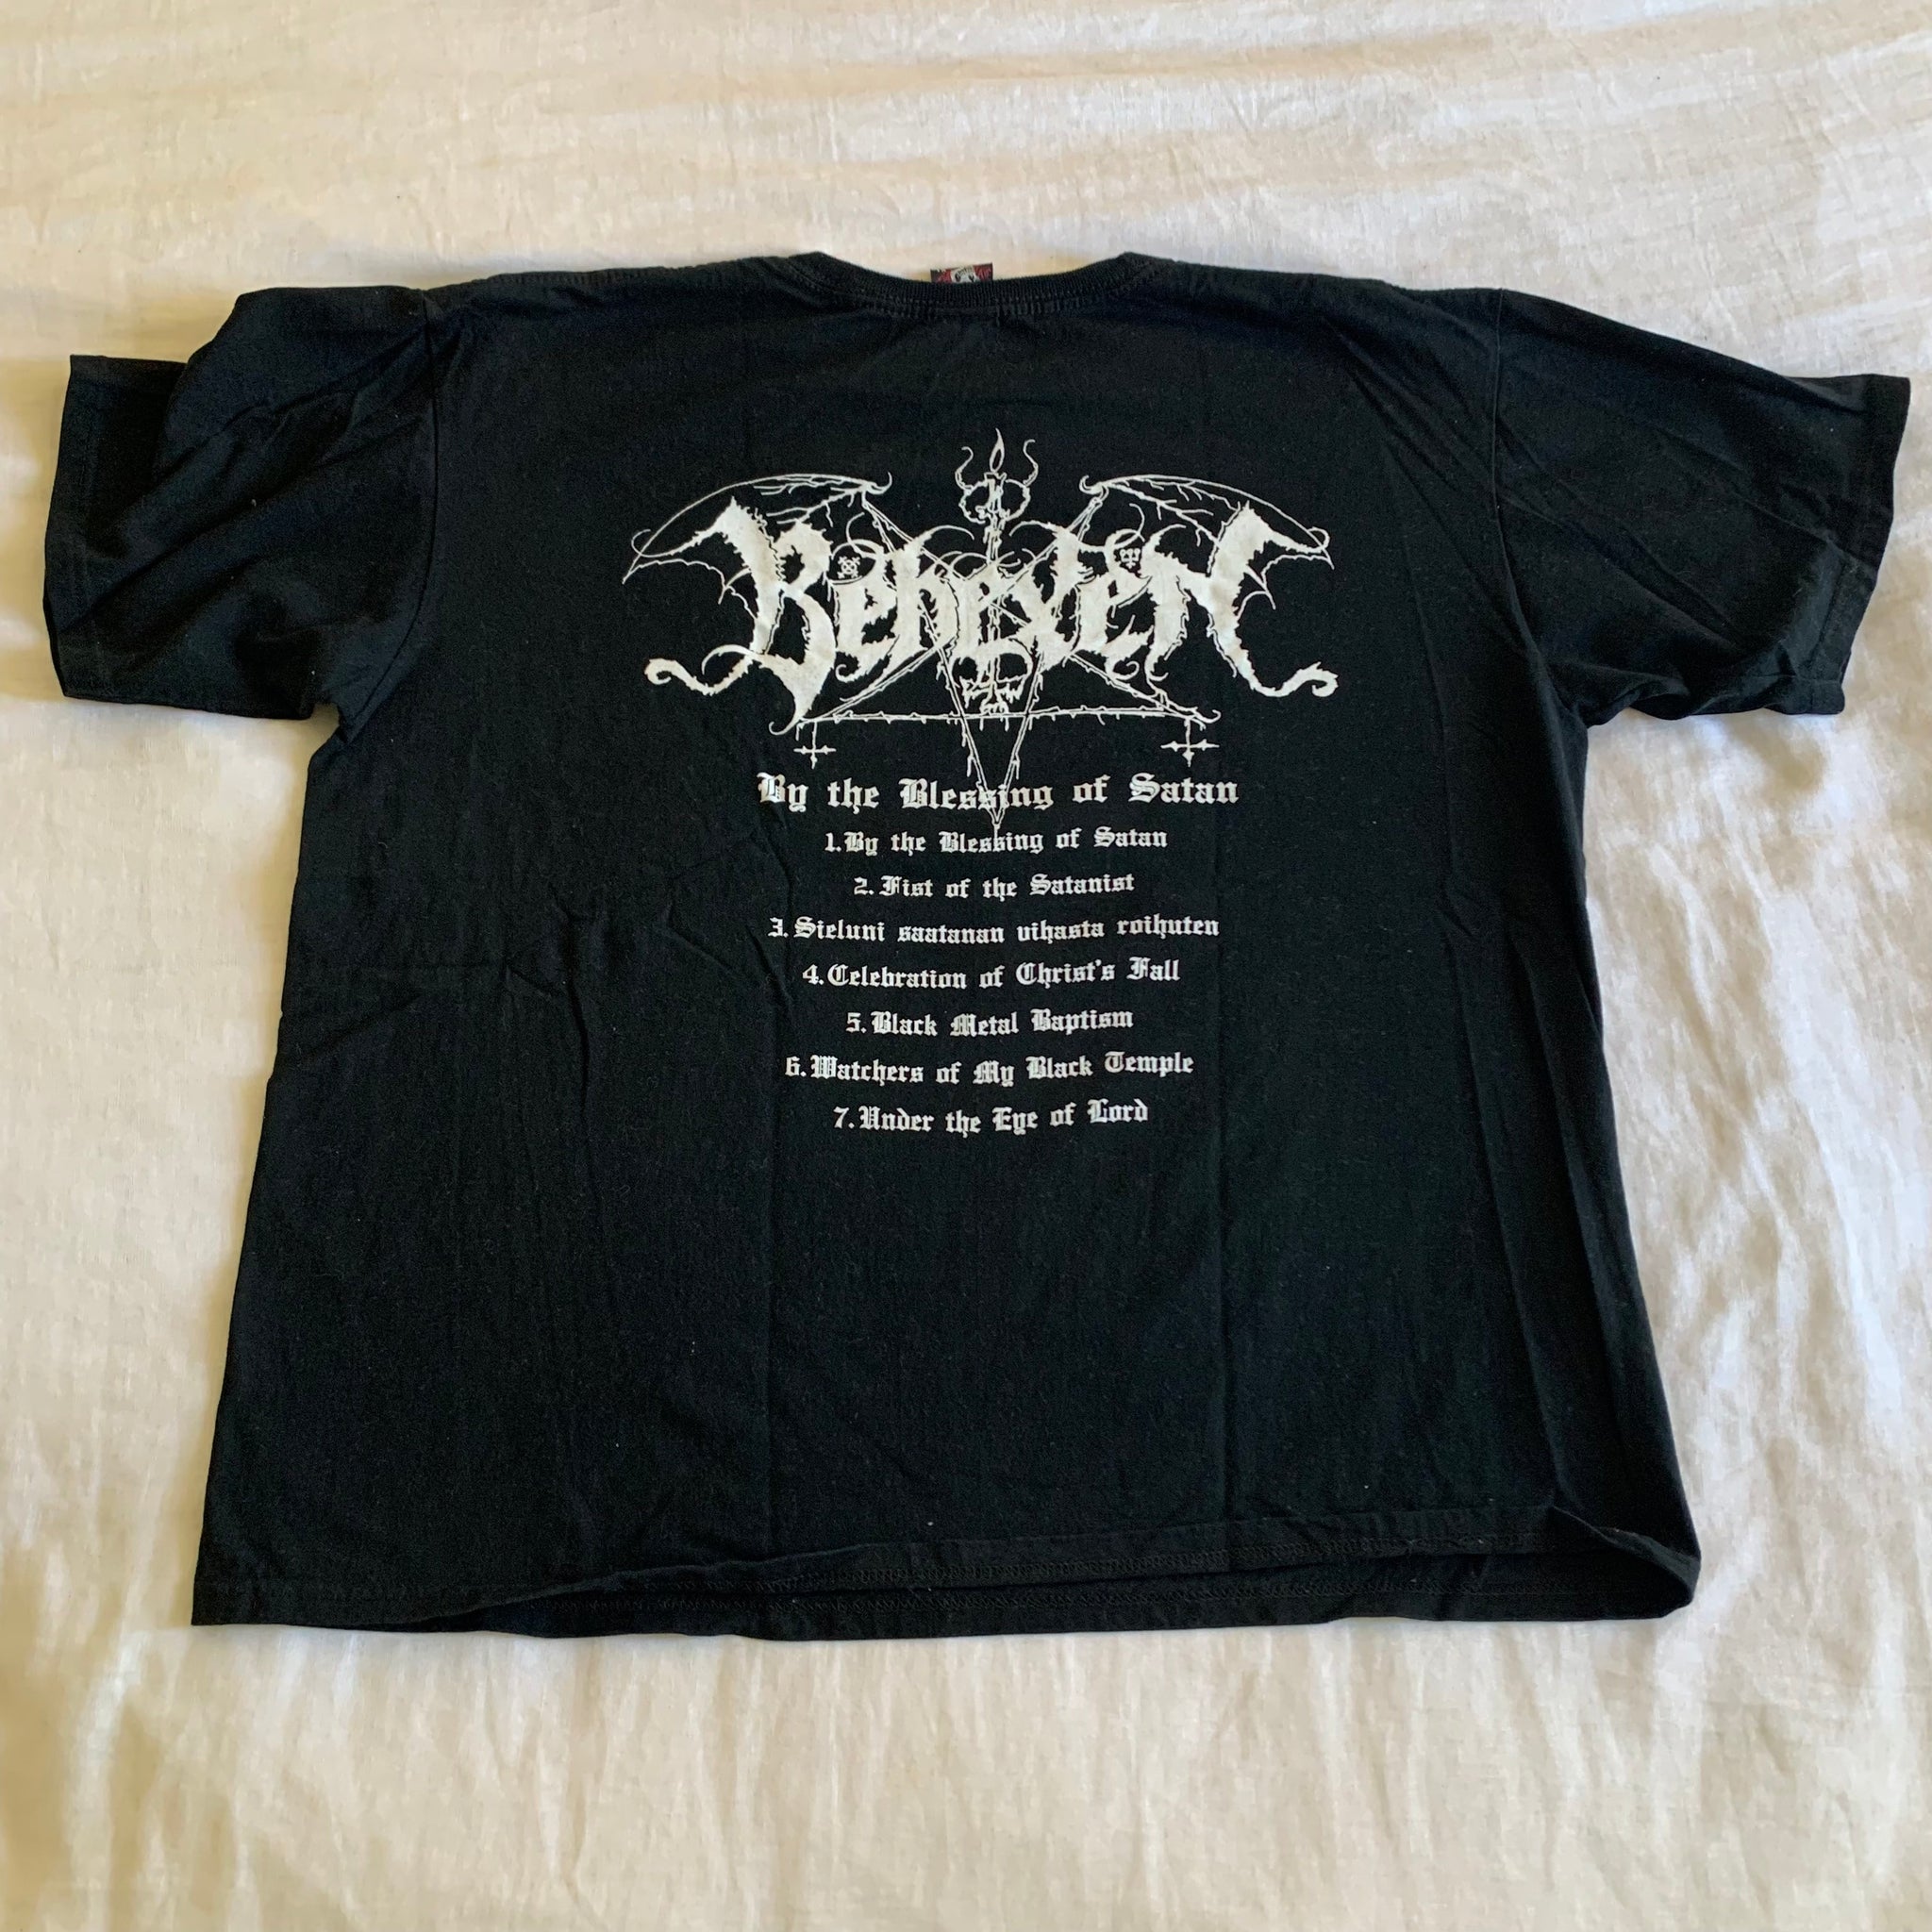 Behexen
By the Blessing of Satan
1. By the Blessing of Satan
2. Fist of the Satanist
3. Sieluni saatanan vihasta roihuten
4. Celebration of Christ's Fall
5. Black Metal Baptism
6. Watchers of My Black Temple
7. Under the Eye of Lord